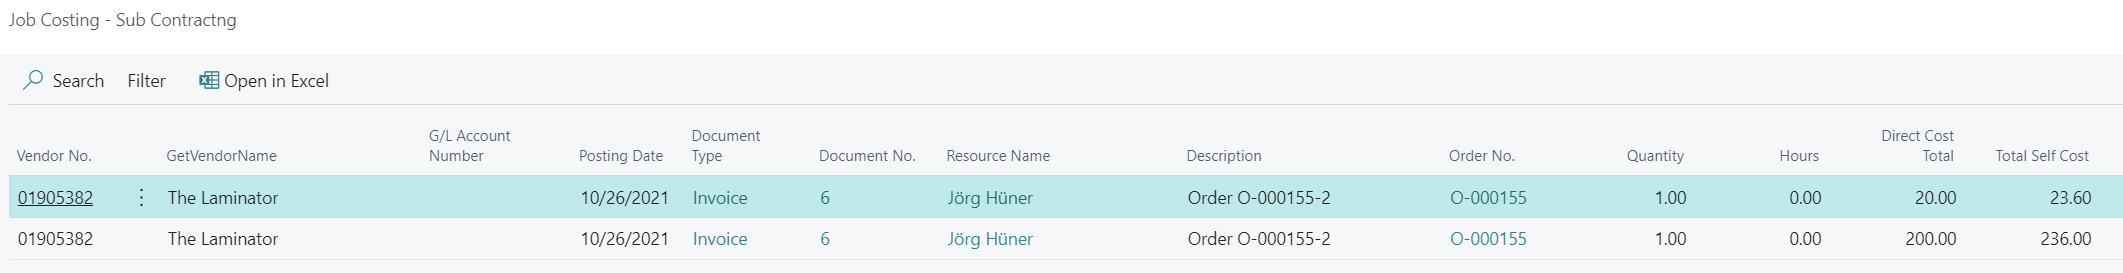 Job Costing - Sub Contractng
Search Filter Open in Excel
Vendor No. GetVendorName G/L Account Number Posting Date Document Type Document No. Resource Name Description Order No. Quantity Hours Direct Cost Total Total Self Cost
01905382 The Laminator 10/26/2021 Invoice 6 Jörg Hüner Order O-000155-2 O-000155 1.00 0.00 20.00 23.60
01905382 The Laminator 10/26/2021 Invoice 6 Jörg Hüner Order O-000155-2 O-000155 1.00 0.00 200.00 236.00